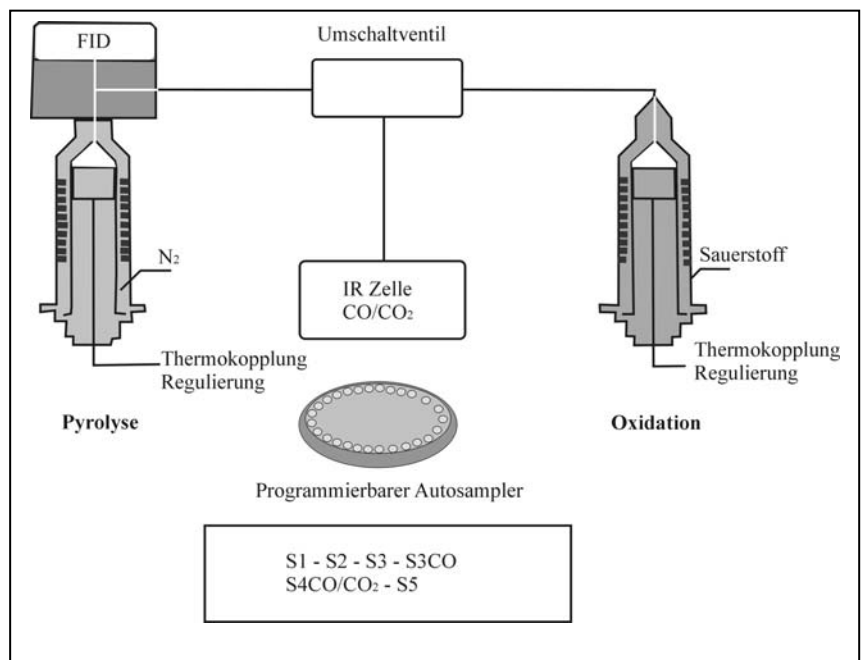 FID
Umschaltventil
N₂
Sauerstoff
IR Zelle
CO/CO₂
Thermokopplung
Regulierung
Thermokopplung
Regulierung
Pyrolyse
Oxidation
Programmierbarer Autosampler
S1 - S2 - S3 - S3CO
S4CO/CO₂ - S5